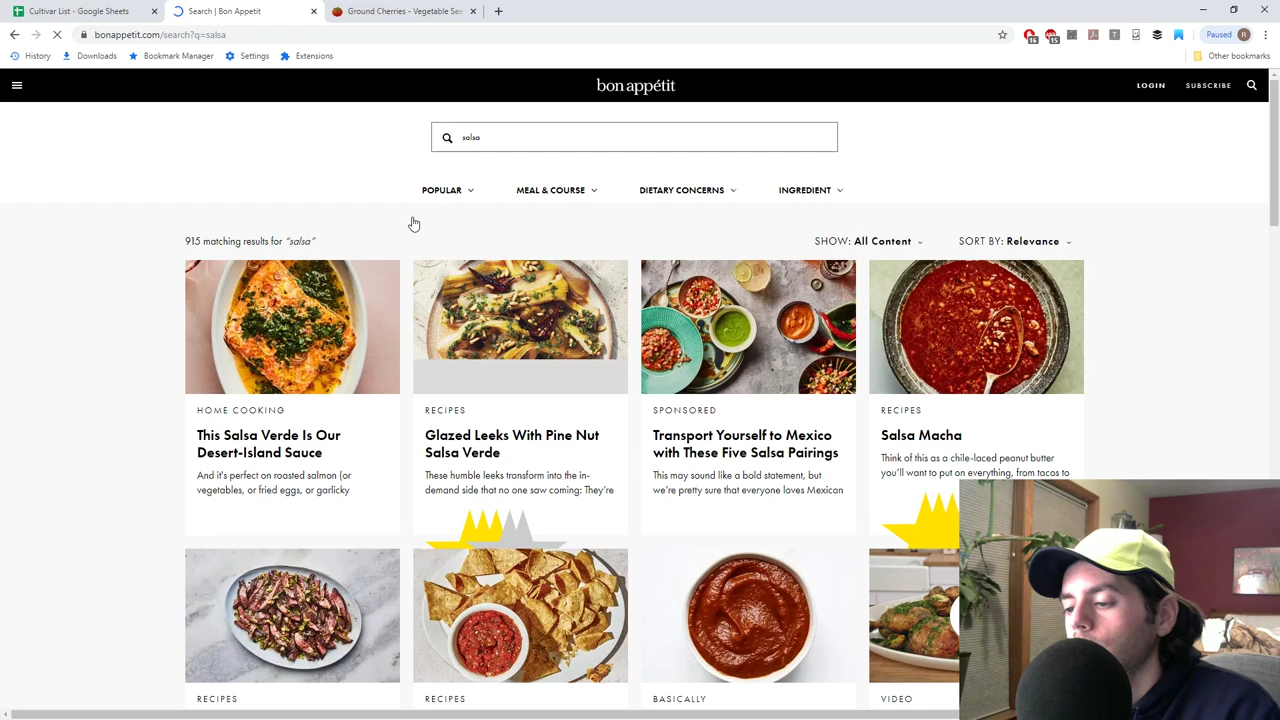 Cultivar List - Google Sheets
Search | Bon Appetit
Ground Cherries - Vegetable See
bonappetit.com/search?q=salsa
16
15
Paused
R
History
Downloads
Bookmark Manager
Settings
Extensions
Other bookmarks
bon appétit
LOGIN
SUBSCRIBE
salsa
POPULAR
MEAL & COURSE
DIETARY CONCERNS
INGREDIENT
915 matching results for "salsa"
SHOW: All Content
SORT BY: Relevance
HOME COOKING
This Salsa Verde Is Our
Desert-Island Sauce
And it's perfect on roasted salmon (or
vegetables, or fried eggs, or garlicky
RECIPES
Glazed Leeks With Pine Nut
Salsa Verde
These humble leeks transform into the in-
demand side that no one saw coming: They're
SPONSORED
Transport Yourself to Mexico
with These Five Salsa Pairings
This may sound like a bold statement, but
we're pretty sure that everyone loves Mexican
RECIPES
Salsa Macha
Think of this as a chile-laced peanut butter
you'll want to put on everything, from tacos to
RECIPES
RECIPES
BASICALLY
VIDEO